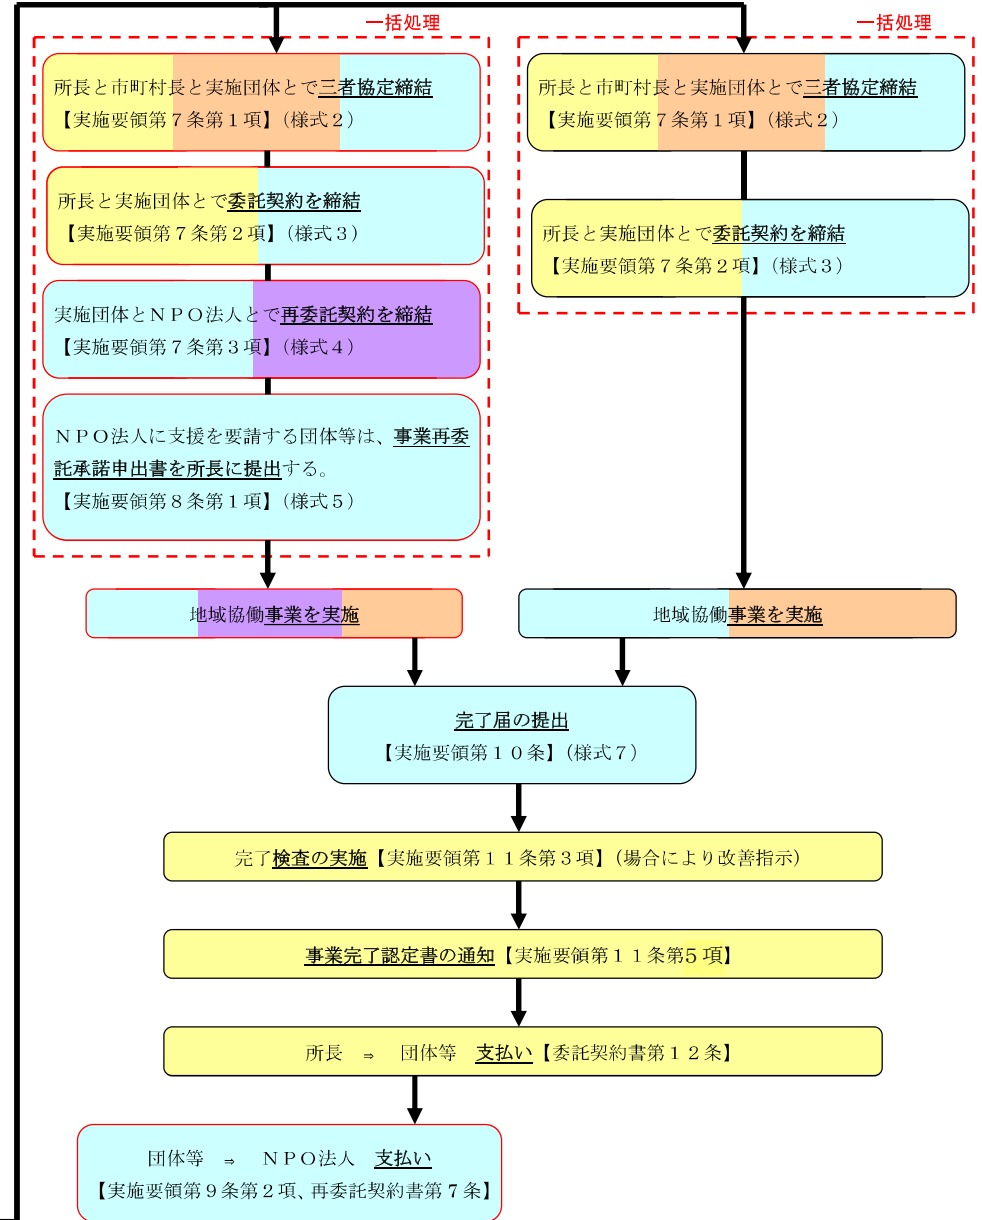 一括処理
所長と市町村長と実施団体とで三者協定締結
【実施要領第７条第１項】（様式２）
所長と実施団体とで委託契約を締結
【実施要領第７条第２項】（様式３）
実施団体とＮＰＯ法人とで再委託契約を締結
【実施要領第７条第３項】（様式４）
ＮＰＯ法人に支援を要請する団体等は、事業再委
託承諾申出書を所長に提出する。
【実施要領第８条第１項】（様式５）
地域協働事業を実施
一括処理
所長と市町村長と実施団体とで三者協定締結
【実施要領第７条第１項】（様式２）
所長と実施団体とで委託契約を締結
【実施要領第７条第２項】（様式３）
地域協働事業を実施
完了届の提出
【実施要領第１０条】（様式７）
完了検査の実施【実施要領第１１条第３項】（場合により改善指示）
事業完了認定書の通知【実施要領第１１条第５項】
所長　⇒　団体等　支払い【委託契約書第１２条】
団体等　⇒　ＮＰＯ法人　支払い
【実施要領第９条第２項、再委託契約書第７条】